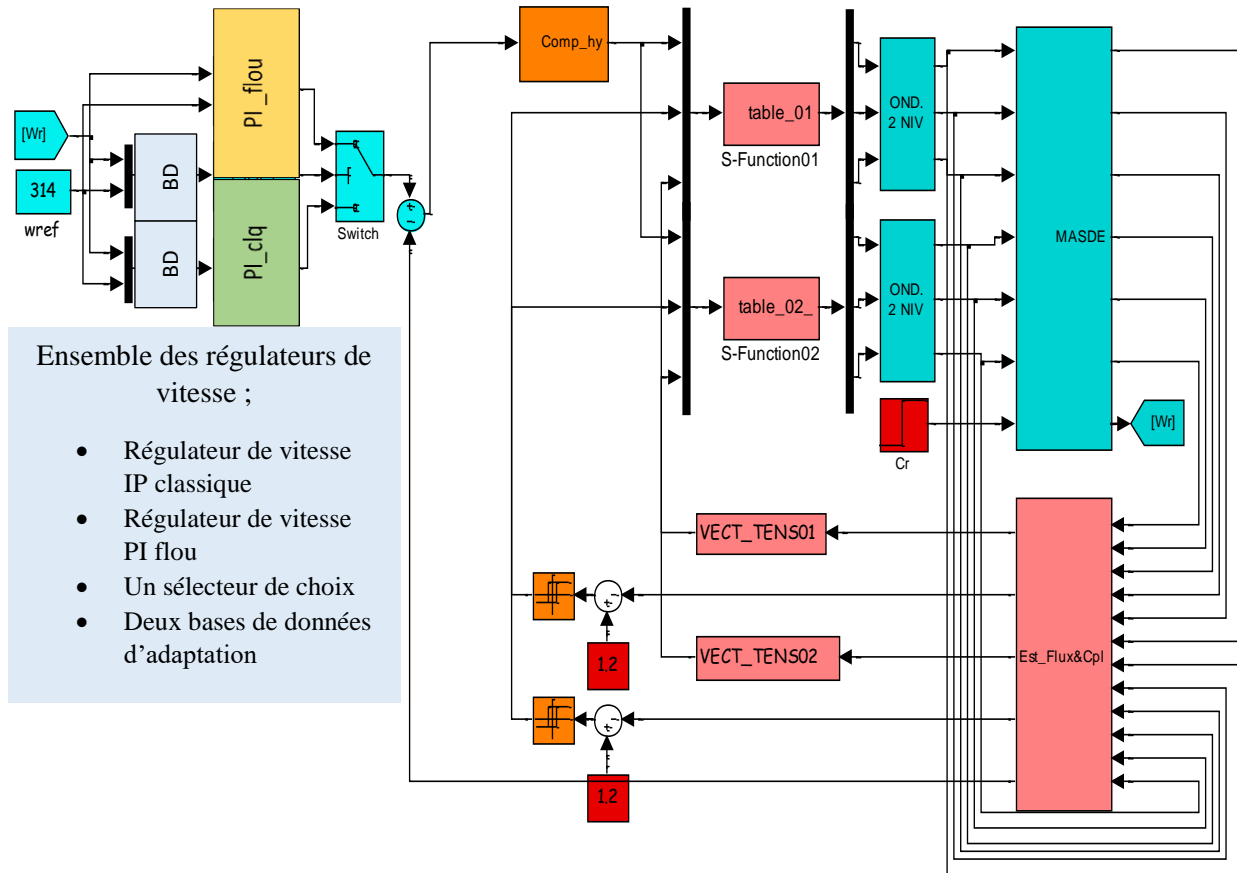 PI_flou
[Wr]
314
wref
BD
BD
PI_clq
Switch
Comp_hy
table_01
S-Function01
table_02_
S-Function02
OND.
2 NIV
OND.
2 NIV
MASDE
Cr
[Wr]
Ensemble des régulateurs de
vitesse ;
• Régulateur de vitesse
IP classique
• Régulateur de vitesse
PI flou
• Un sélecteur de choix
• Deux bases de données
d’adaptation
VECT_TENS01
1.2
VECT_TENS02
1.2
Est_Flux&Cpl